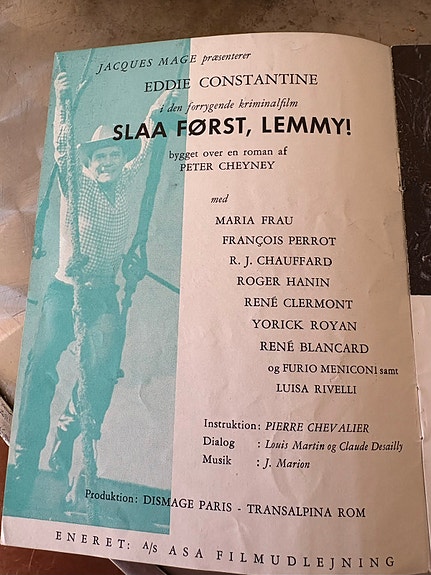 JACQUES MAGE præsenterer
EDDIE CONSTANTINE
i den forrygende kriminalfilm
SLAA FØRST, LEMMY!
bygget over en roman af
PETER CHEYNEY
med
MARIA FRAU
FRANÇOIS PERROT
R. J. CHAUFFARD
ROGER HANIN
RENÉ CLERMONT
YORICK ROYAN
RENÉ BLANCARD
og FURIO MENICONI samt
LUISA RIVELLI
Instruktion: PIERRE CHEVALIER
Dialog : Louis Martin og Claude Desailly
Musik : J. Marion
Produktion: DISMAGE PARIS - TRANSALPINA ROM
ENERET: A/S ASA FILMUDLEJNING